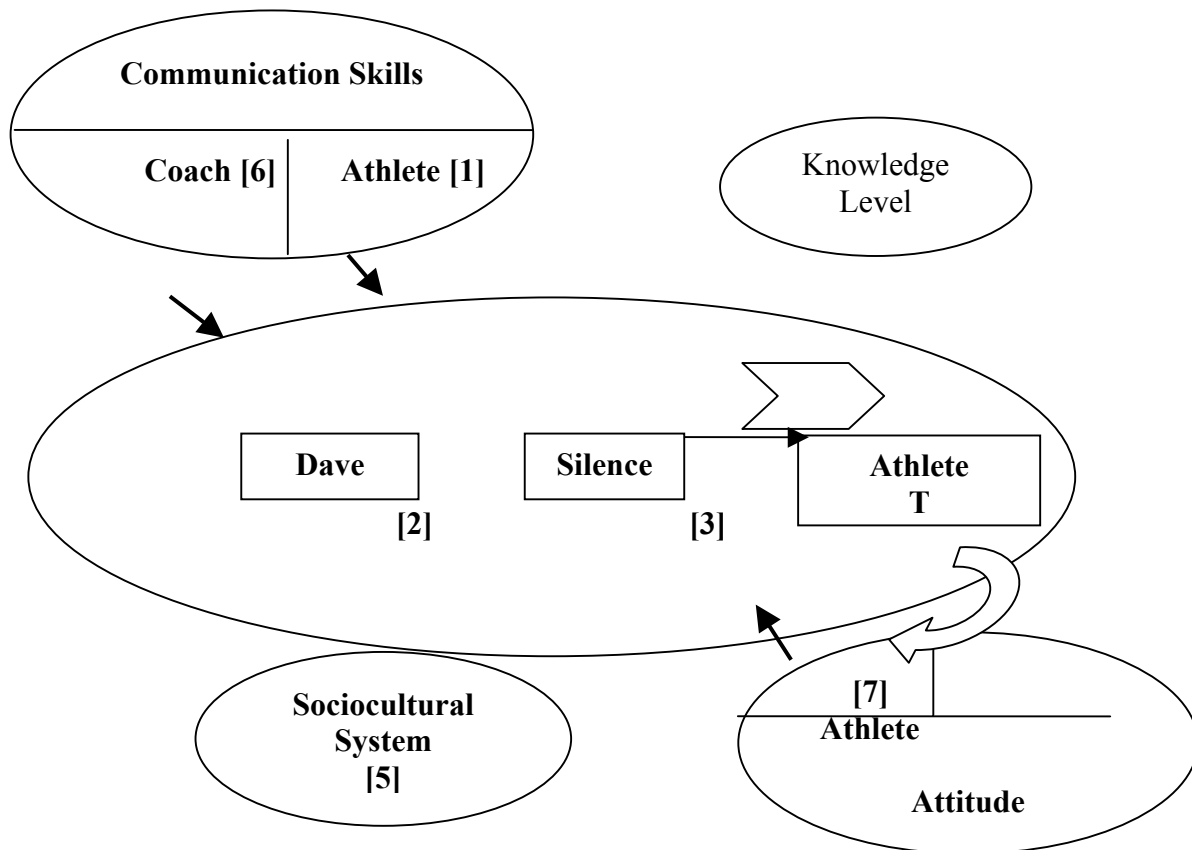 Communication Skills
Coach [6] Athlete [1]
Knowledge
Level
Dave
Silence
Athlete
T
[2]
[3]
Sociocultural
System
[5]
[7]
Athlete
Attitude